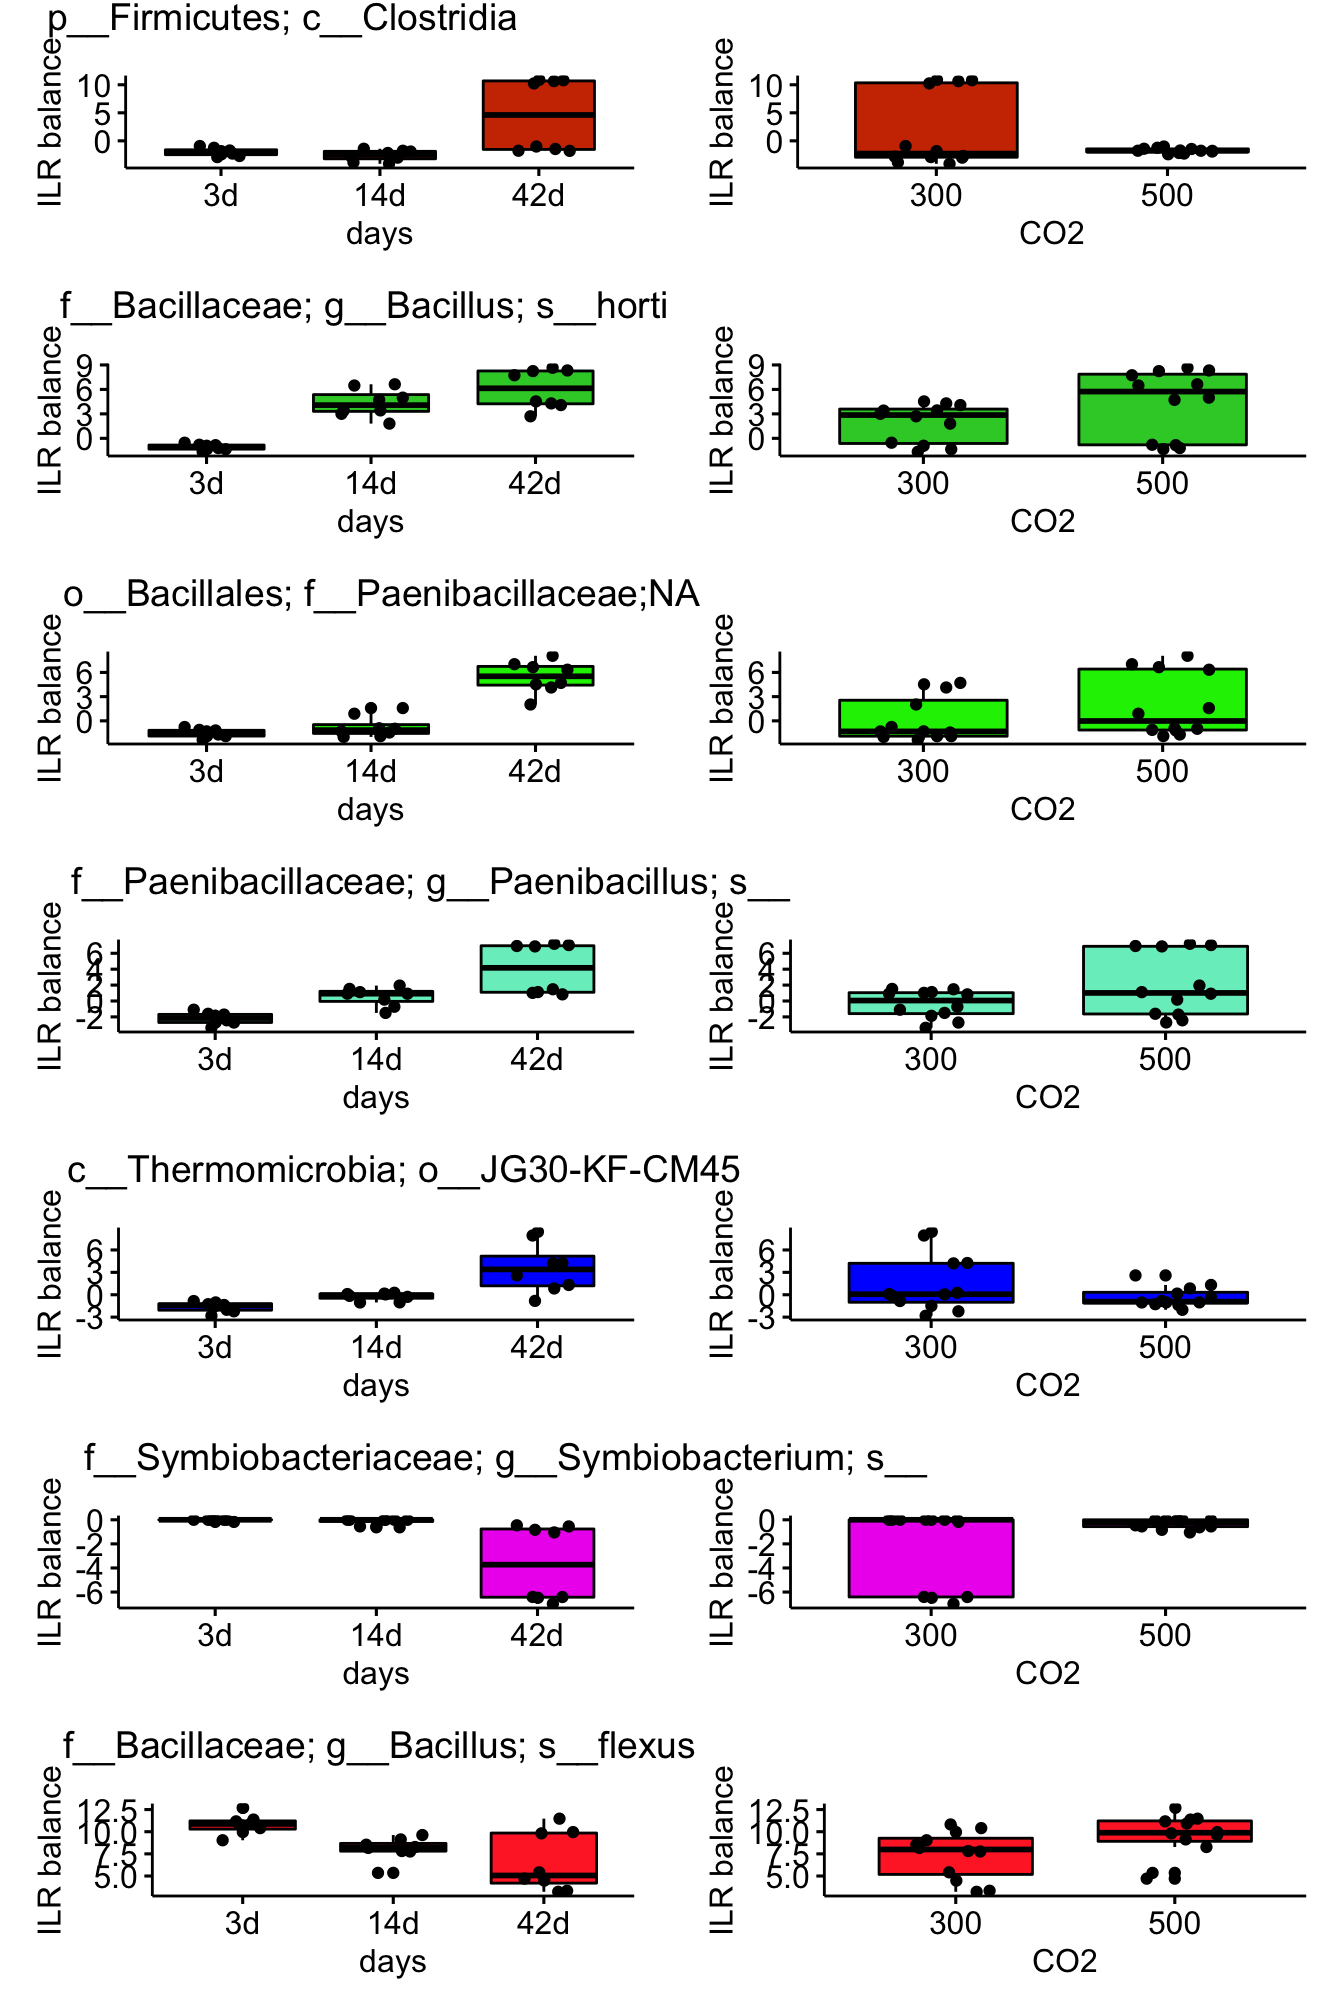 p__Firmicutes; c__Clostridia
ILR balance
10
5
0
3d 14d 42d
days
ILR balance
10
5
0
300 500
CO2
f__Bacillaceae; g__Bacillus; s__horti
ILR balance
9
6
3
0
3d 14d 42d
days
ILR balance
9
6
3
0
300 500
CO2
o__Bacillales; f__Paenibacillaceae;NA
ILR balance
6
3
0
3d 14d 42d
days
ILR balance
6
3
0
300 500
CO2
f__Paenibacillaceae; g__Paenibacillus; s__
ILR balance
6
4
2
0
-2
3d 14d 42d
days
ILR balance
6
4
2
0
-2
300 500
CO2
c__Thermomicrobia; o__JG30-KF-CM45
ILR balance
6
3
0
-3
3d 14d 42d
days
ILR balance
6
3
0
-3
300 500
CO2
f__Symbiobacteriaceae; g__Symbiobacterium; s__
ILR balance
0
-2
-4
-6
3d 14d 42d
days
ILR balance
0
-2
-4
-6
300 500
CO2
f__Bacillaceae; g__Bacillus; s__flexus
ILR balance
12.5
10.0
7.5
5.0
3d 14d 42d
days
ILR balance
12.5
10.0
7.5
5.0
300 500
CO2